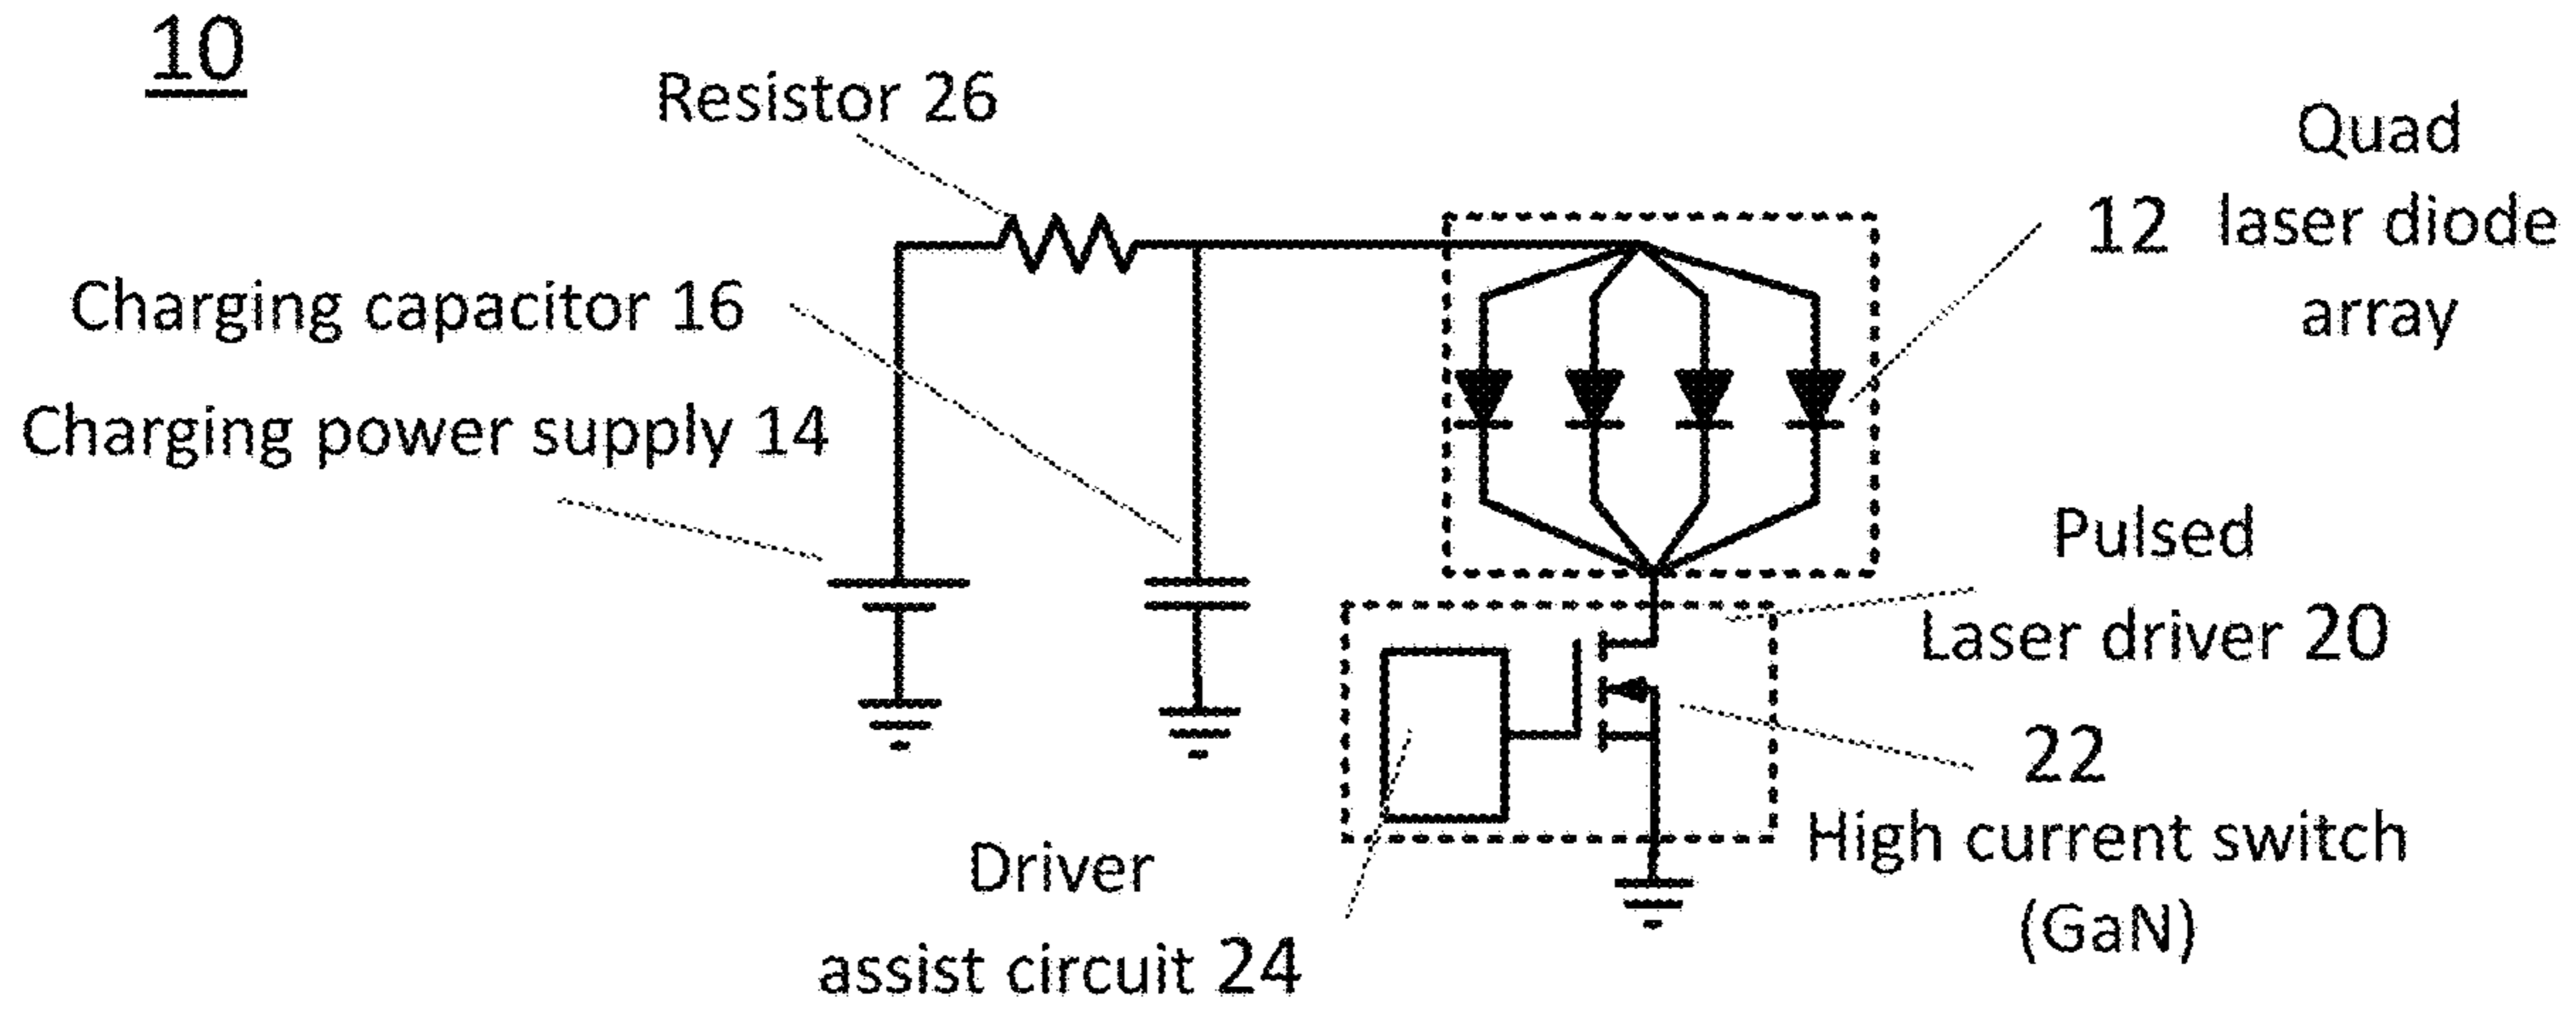 10
Resistor 26
Quad
12 laser diode
array
Charging capacitor 16
Charging power supply 14
Pulsed
Laser driver 20
22
High current switch
(GaN)
Driver
assist circuit 24